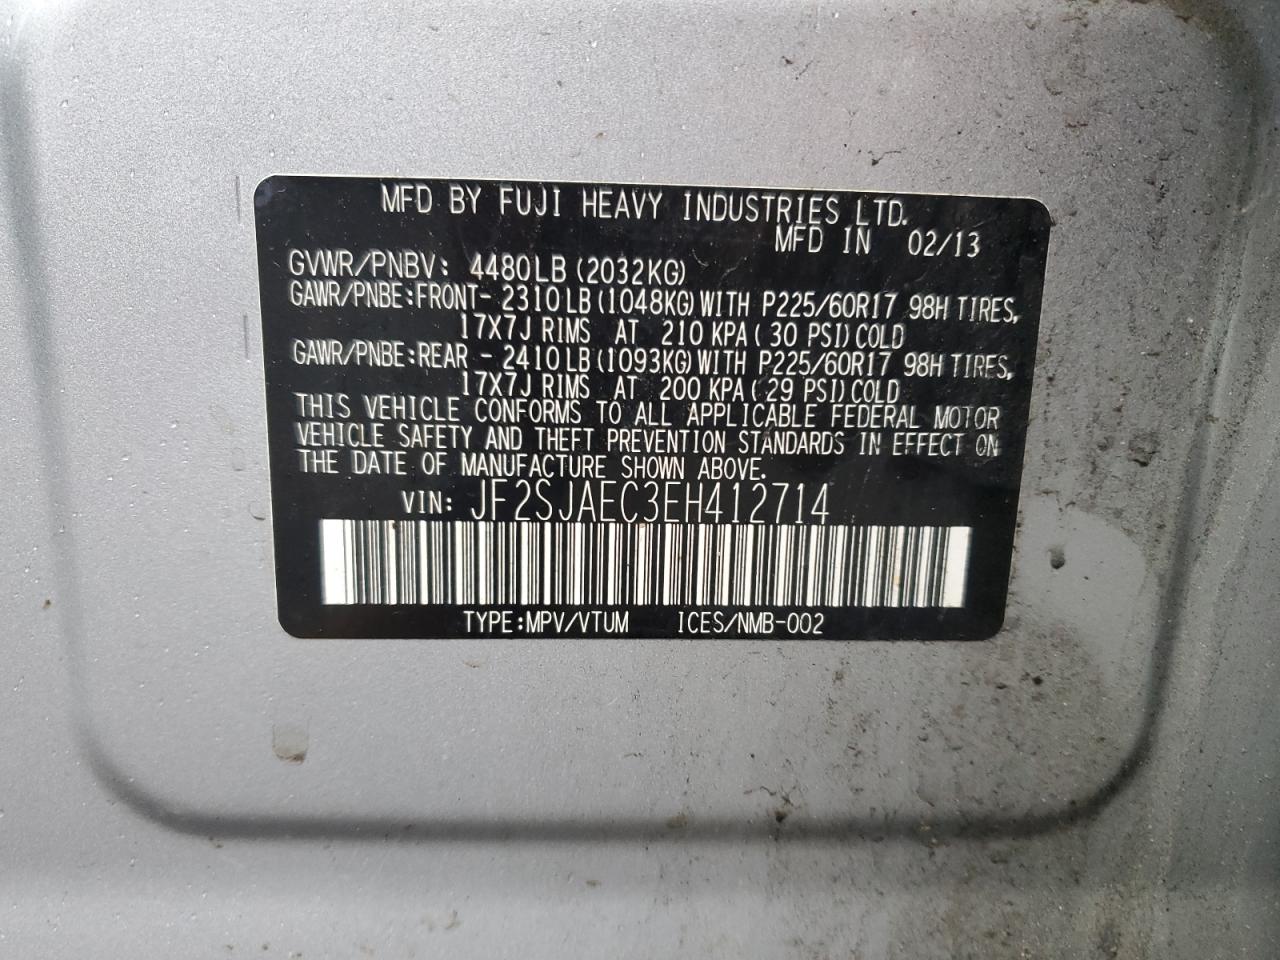 MFD BY FUJI HEAVY INDUSTRIES LTD.
MFD IN 02/13
GVWR/PNBV: 4480LB (2032KG)
GAWR/PNBE:FRONT- 2310LB (1048KG) WITH P225/60R17 98H TIRES,
17X7J RIMS AT 210 KPA( 30 PSI) COLD
GAWR/PNBE:REAR - 2410LB (1093KG) WITH P225/60R17 98H TIRES,
17X7J RIMS AT 200 KPA( 29 PSI) COLD
THIS VEHICLE CONFORMS TO ALL APPLICABLE FEDERAL MOTOR
VEHICLE SAFETY AND THEFT PREVENTION STANDARDS IN EFFECT ON
THE DATE OF MANUFACTURE SHOWN ABOVE.
VIN: JF2SJAEC3EH412714
TYPE:MPV/VTUM ICES/NMB-002